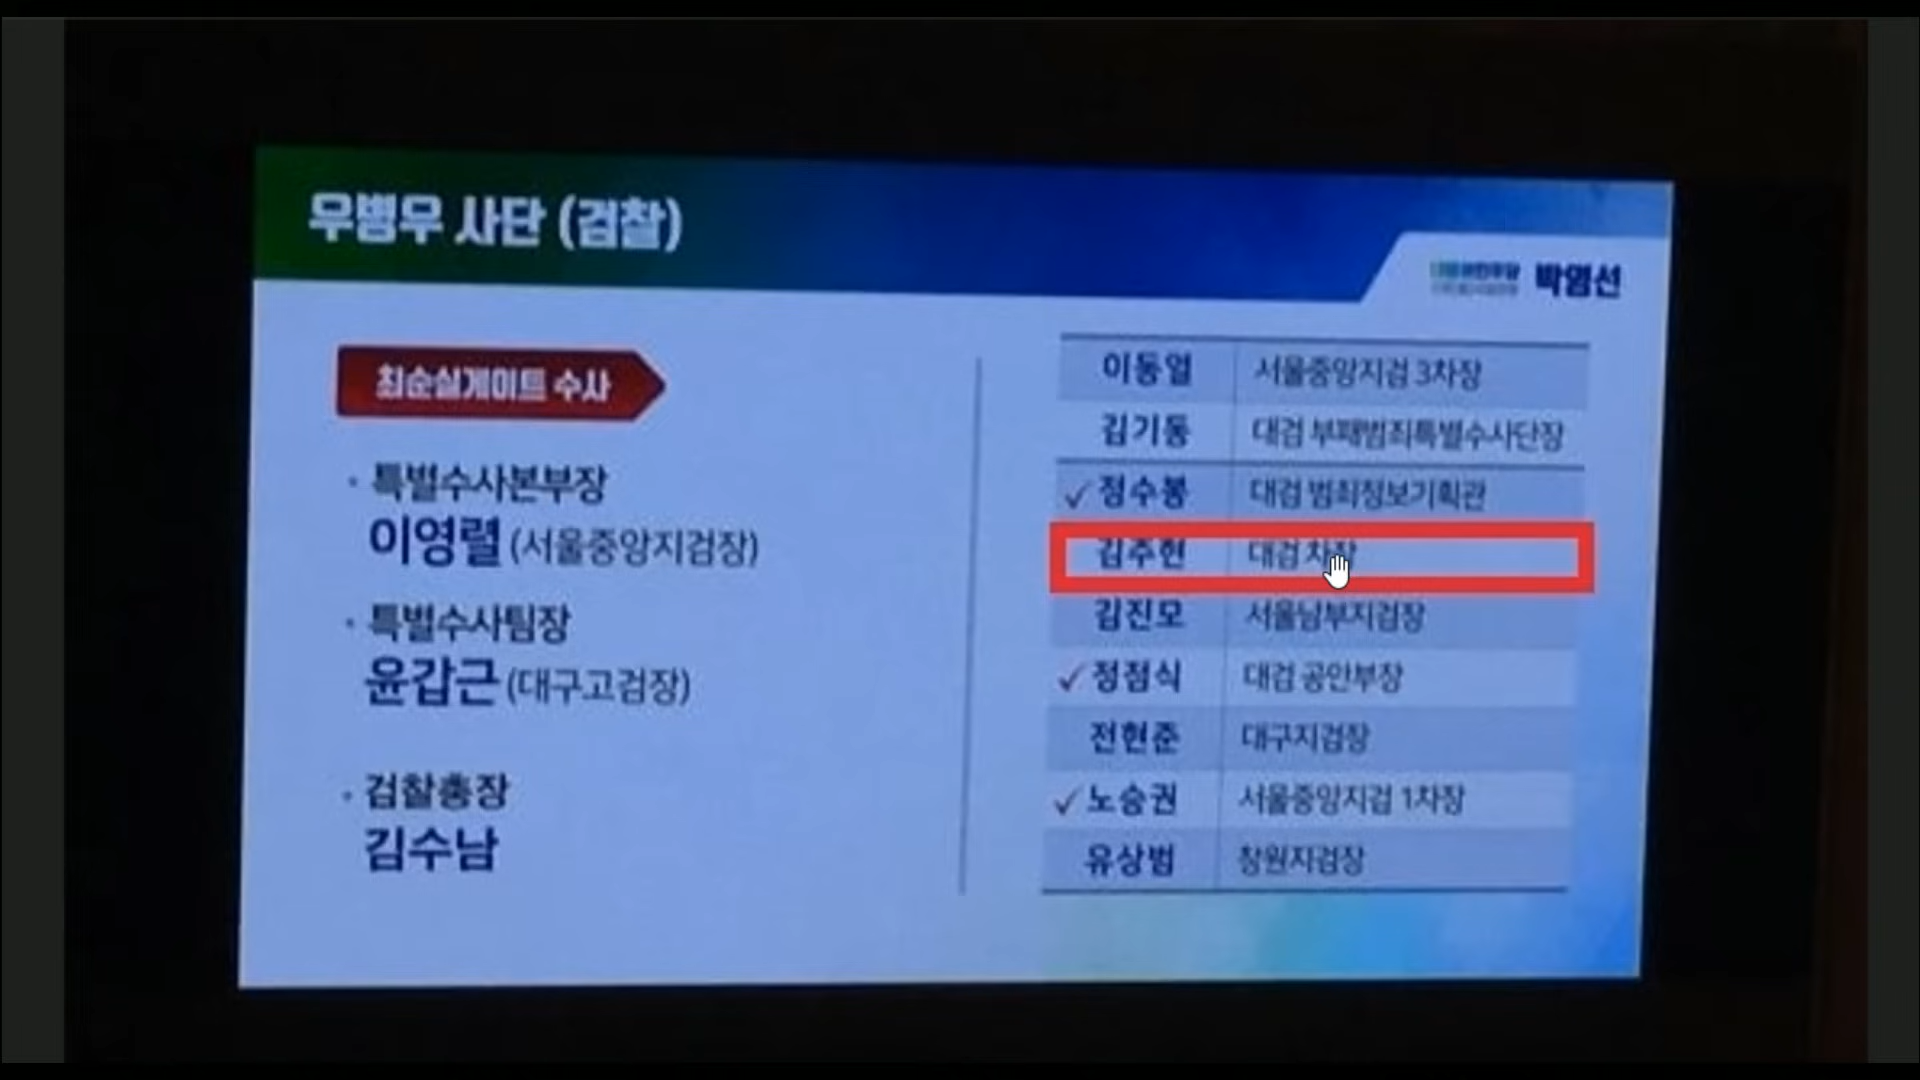 우병우 사단 (검찰)
더불어민주당 박영선
최순실게이트 수사
· 특별수사본부장
이영렬 (서울중앙지검장)
· 특별수사팀장
윤갑근 (대구고검장)
· 검찰총장
김수남
이동열 서울중앙지검 3차장
김기동 대검 부패범죄특별수사단장
✓ 정수봉 대검 범죄정보기획관
김주현 대검 차장
김진모 서울남부지검장
✓ 정점식 대검 공안부장
전현준 대구지검장
✓ 노승권 서울중앙지검 1차장
유상범 창원지검장